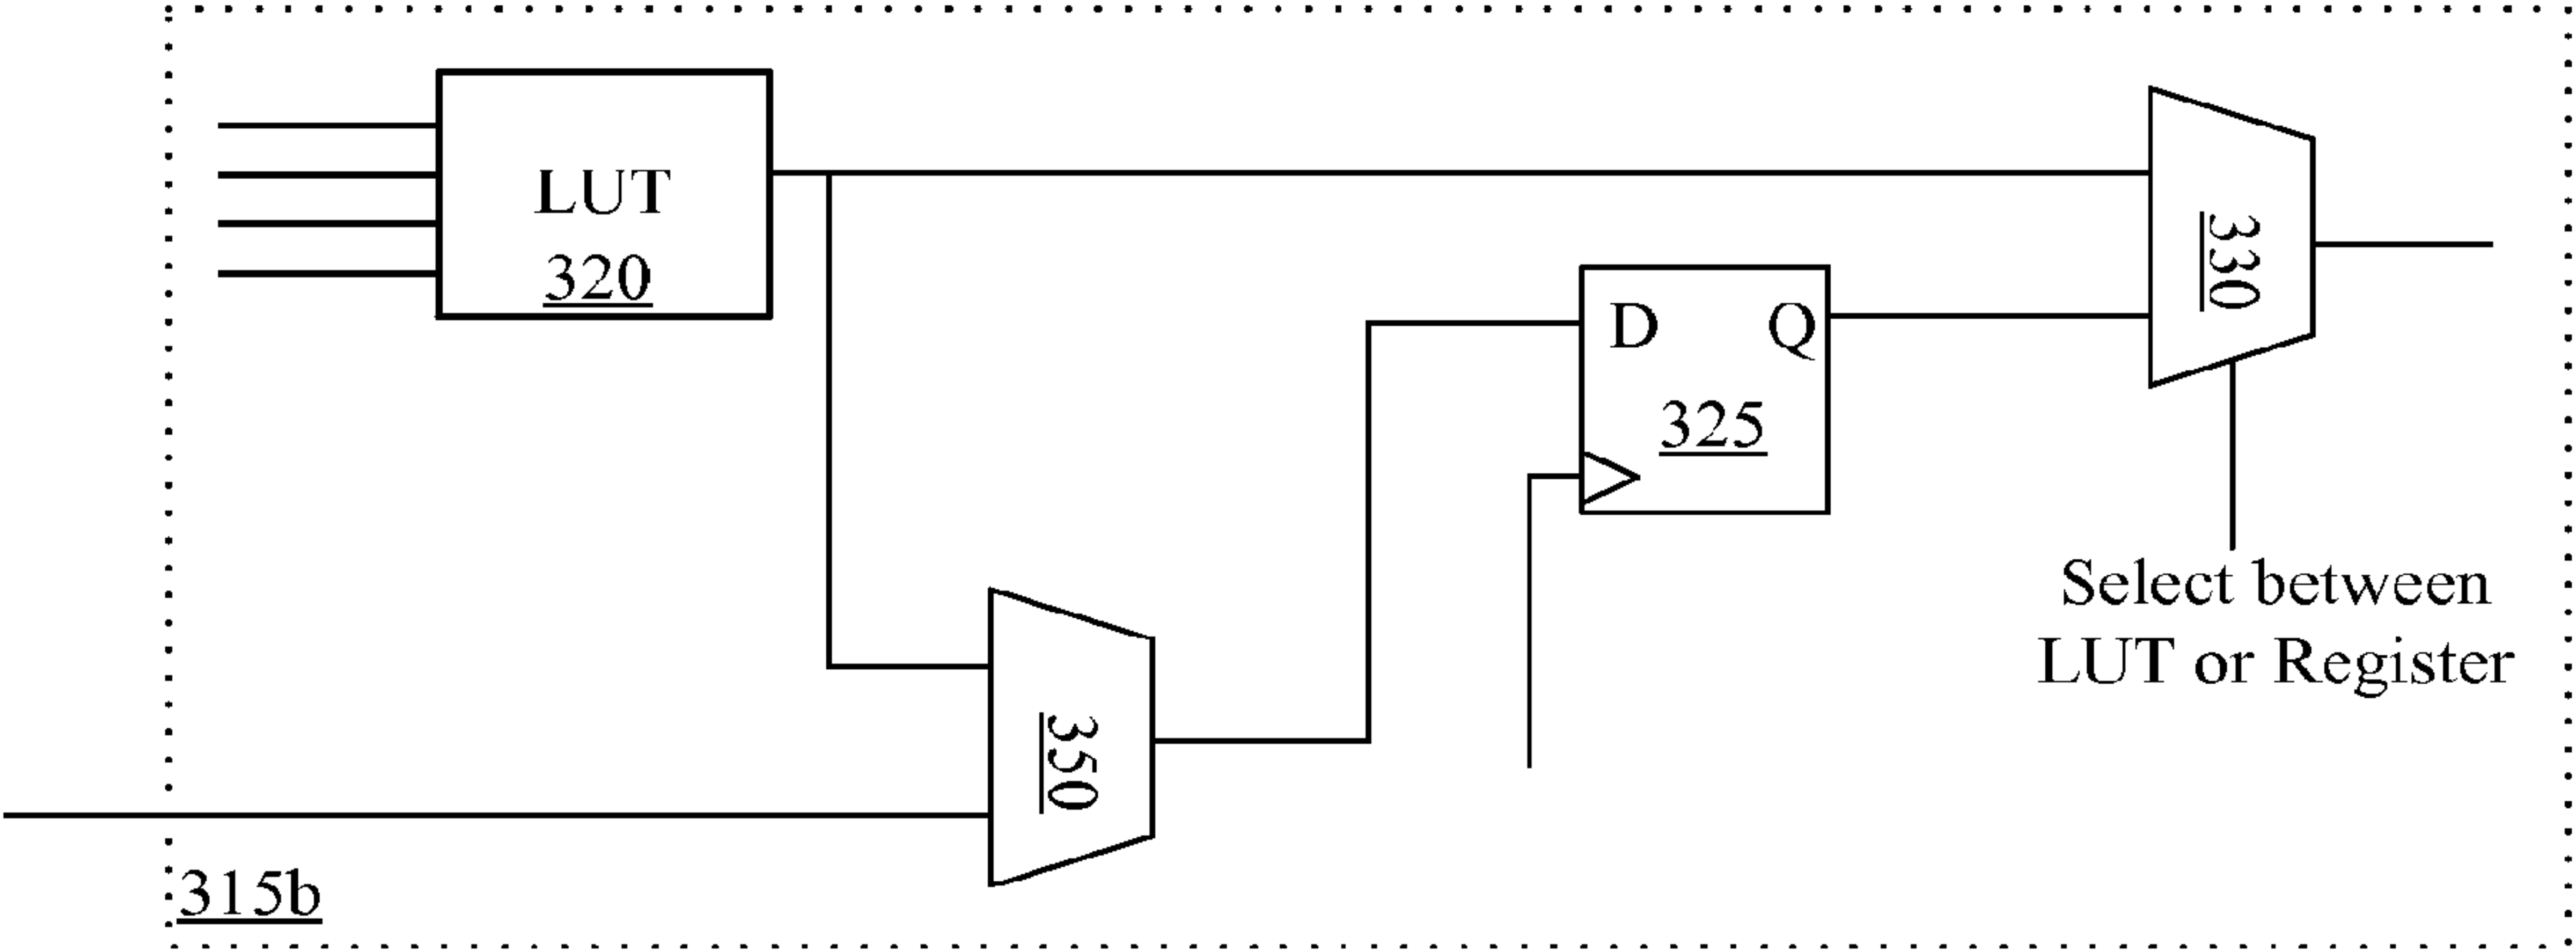 LUT
320
330
D Q
325
Select between
LUT or Register
350
315b